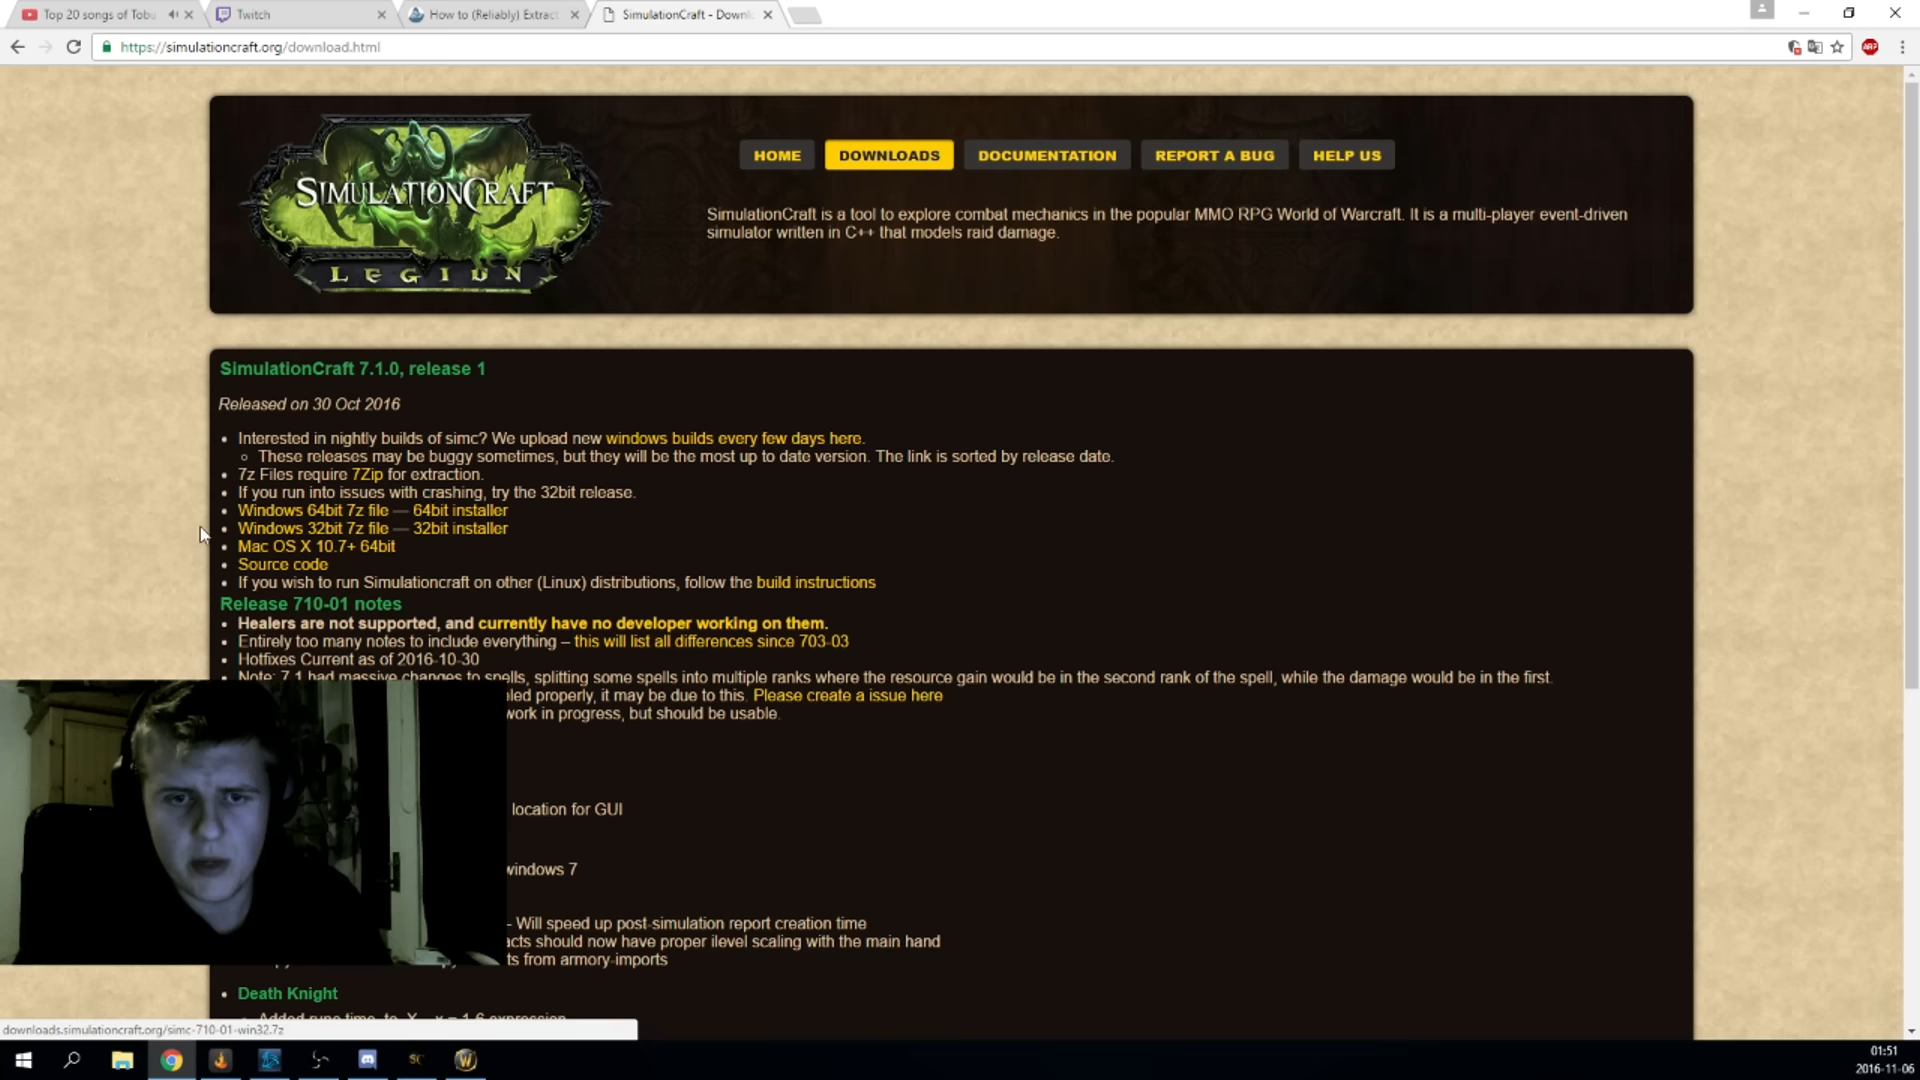 Top 20 songs of Tobu
Twitch
How to (Reliably) Extract
SimulationCraft - Downl
https://simulationcraft.org/download.html
ABP
SIMULATIONCRAFT
LEGION
HOME
DOWNLOADS
DOCUMENTATION
REPORT A BUG
HELP US
SimulationCraft is a tool to explore combat mechanics in the popular MMO RPG World of Warcraft. It is a multi-player event-driven
simulator written in C++ that models raid damage.
SimulationCraft 7.1.0, release 1
Released on 30 Oct 2016
Interested in nightly builds of simc? We upload new windows builds every few days here.
These releases may be buggy sometimes, but they will be the most up to date version. The link is sorted by release date.
7z Files require 7Zip for extraction.
If you run into issues with crashing, try the 32bit release.
Windows 64bit 7z file — 64bit installer
Windows 32bit 7z file — 32bit installer
Mac OS X 10.7+ 64bit
Source code
If you wish to run Simulationcraft on other (Linux) distributions, follow the build instructions
Release 710-01 notes
Healers are not supported, and currently have no developer working on them.
Entirely too many notes to include everything – this will list all differences since 703-03
Hotfixes Current as of 2016-10-30
Note: 7.1 had massive changes to spells, splitting some spells into multiple ranks where the resource gain would be in the second rank of the spell, while the damage would be in the first.
led properly, it may be due to this. Please create a issue here
work in progress, but should be usable.
location for GUI
windows 7
- Will speed up post-simulation report creation time
acts should now have proper ilevel scaling with the main hand
ts from armory-imports
Death Knight
downloads.simulationcraft.org/simc-710-01-win32.7z
SC
01:51
2016-11-06